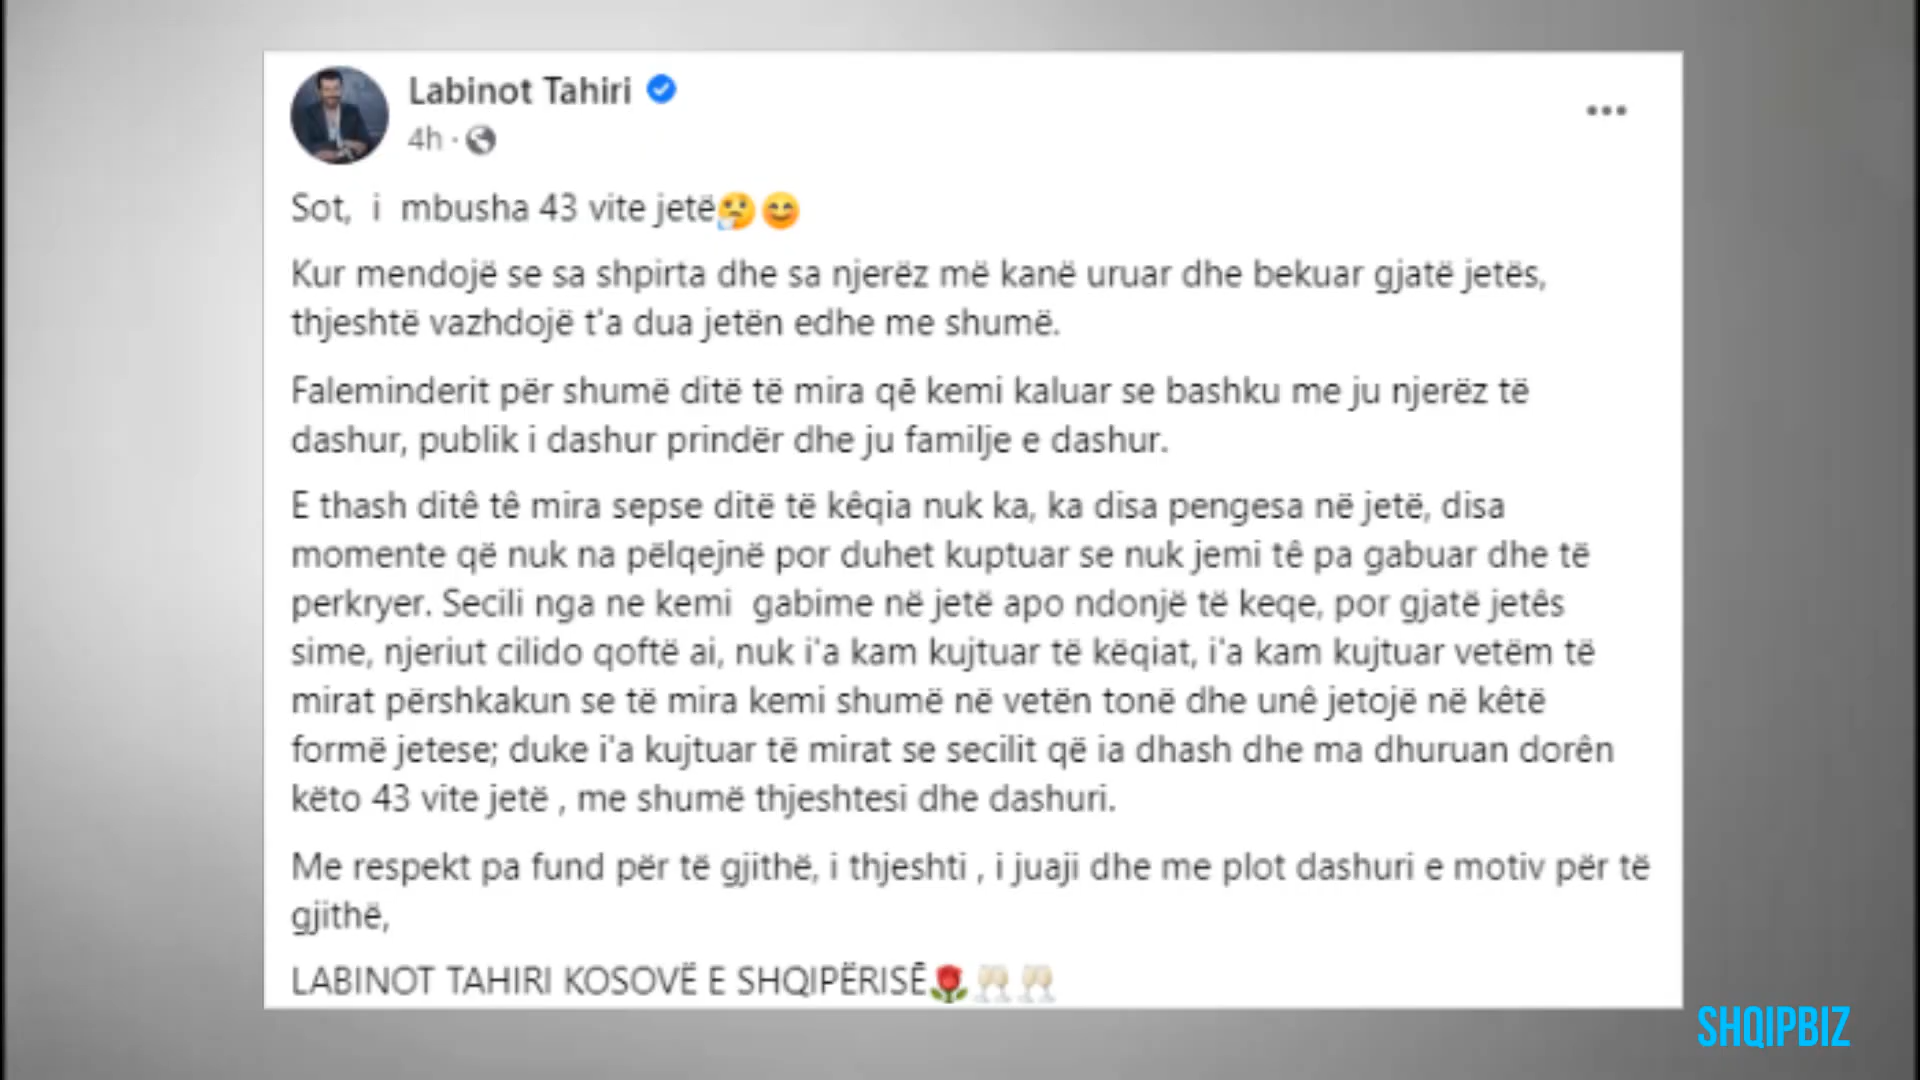 Labinot Tahiri
4h ·
Sot, i mbusha 43 vite jetë🤔😊
Kur mendojë se sa shpirta dhe sa njerëz më kanë uruar dhe bekuar gjatë jetës,
thjeshtë vazhdojë t'a dua jetën edhe me shumë.
Faleminderit për shumë ditë të mira qē kemi kaluar se bashku me ju njerëz të
dashur, publik i dashur prindër dhe ju familje e dashur.
E thash ditê tê mira sepse ditë të kêqia nuk ka, ka disa pengesa në jetë, disa
momente që nuk na pëlqejnë por duhet kuptuar se nuk jemi tê pa gabuar dhe të
perkryer. Secili nga ne kemi gabime në jetë apo ndonjë të keqe, por gjatë jetês
sime, njeriut cilido qoftë ai, nuk i'a kam kujtuar të këqiat, i'a kam kujtuar vetëm të
mirat përshkakun se të mira kemi shumë në vetën tonë dhe unê jetojë në kêtë
formë jetese; duke i'a kujtuar të mirat se secilit që ia dhash dhe ma dhuruan dorên
këto 43 vite jetë , me shumë thjeshtesi dhe dashuri.
Me respekt pa fund për të gjithë, i thjeshti , i juaji dhe me plot dashuri e motiv për të
gjithë,
LABINOT TAHIRI KOSOVË E SHQIPËRISĒ🌹🥂🥂
SHQIPBIZ